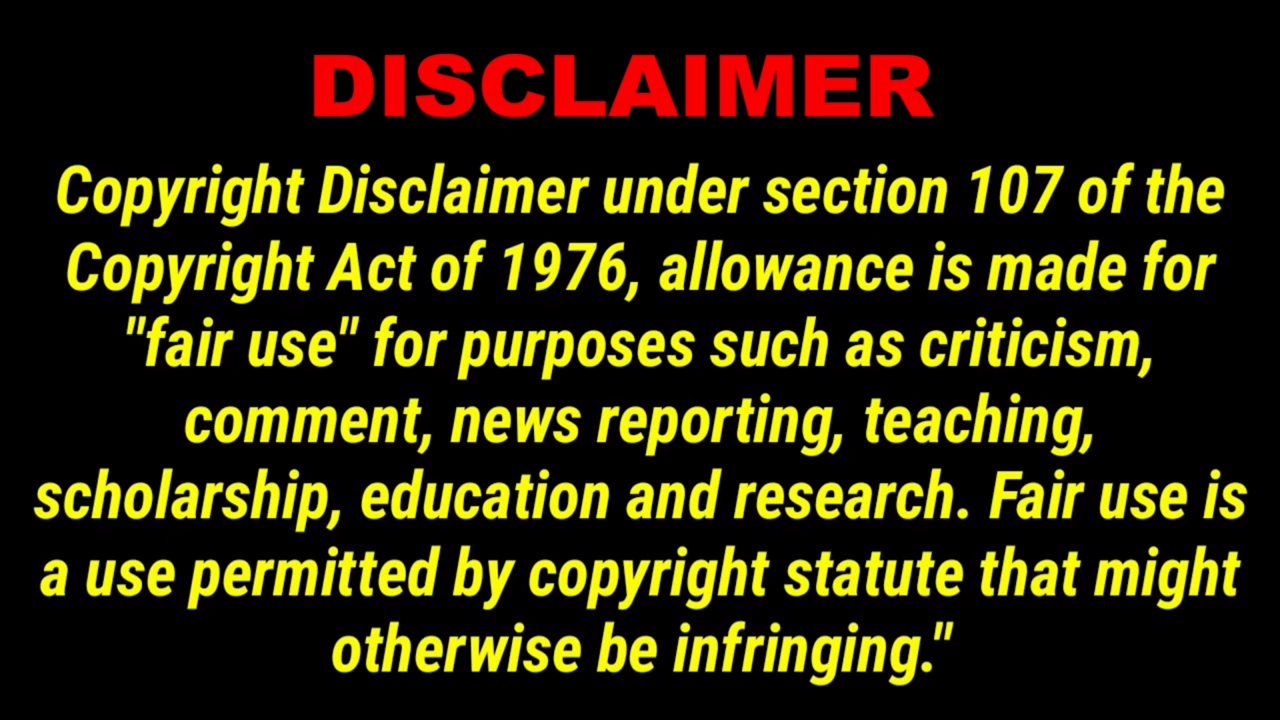 DISCLAIMER
Copyright Disclaimer under section 107 of the
Copyright Act of 1976, allowance is made for
"fair use" for purposes such as criticism,
comment, news reporting, teaching,
scholarship, education and research. Fair use is
a use permitted by copyright statute that might
otherwise be infringing."